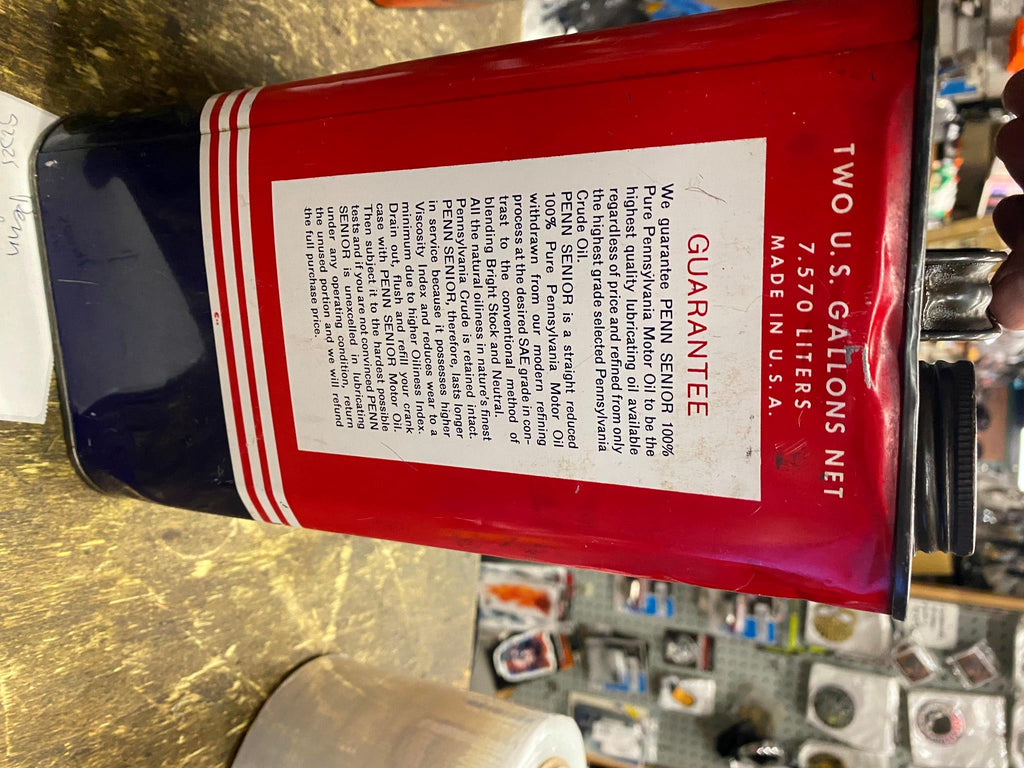 TWO U.S. GALLONS NET
7.570 LITERS
MADE IN U.S.A.
GUARANTEE
We guarantee PENN SENIOR 100%
Pure Pennsylvania Motor Oil to be the
highest quality lubricating oil available
regardless of price and refined from only
the highest grade selected Pennsylvania
Crude Oil.
PENN SENIOR is a straight reduced
100% Pure Pennsylvania Motor Oil
withdrawn from our modern refining
process at the desired SAE grade in con-
trast to the conventional method of
blending Bright Stock and Neutral.
All the natural oiliness in nature's finest
Pennsylvania Crude is retained intact.
PENN SENIOR, therefore, lasts longer
in service because it possesses higher
Viscosity Index and reduces wear to a
minimum due to higher Oiliness Index.
Drain out, flush and refill your crank
case with PENN SENIOR Motor Oil.
Then subject it to the hardest possible
tests and if you are not convinced PENN
SENIOR is unexcelled in lubricating
under any operating condition, return
the unused portion and we will refund
the full purchase price.
Penn